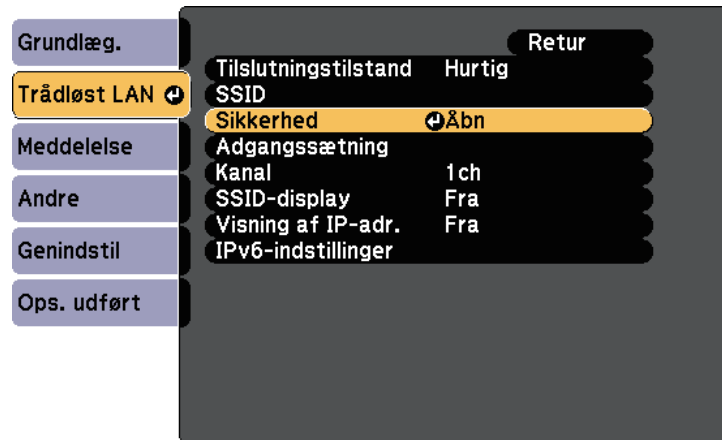 Grundlæg.
Trådløst LAN
Meddelelse
Andre
Genindstil
Ops. udført
Retur
Tilslutningstilstand Hurtig
SSID
Sikkerhed Åbn
Adgangssætning
Kanal 1ch
SSID-display Fra
Visning af IP-adr. Fra
IPv6-indstillinger